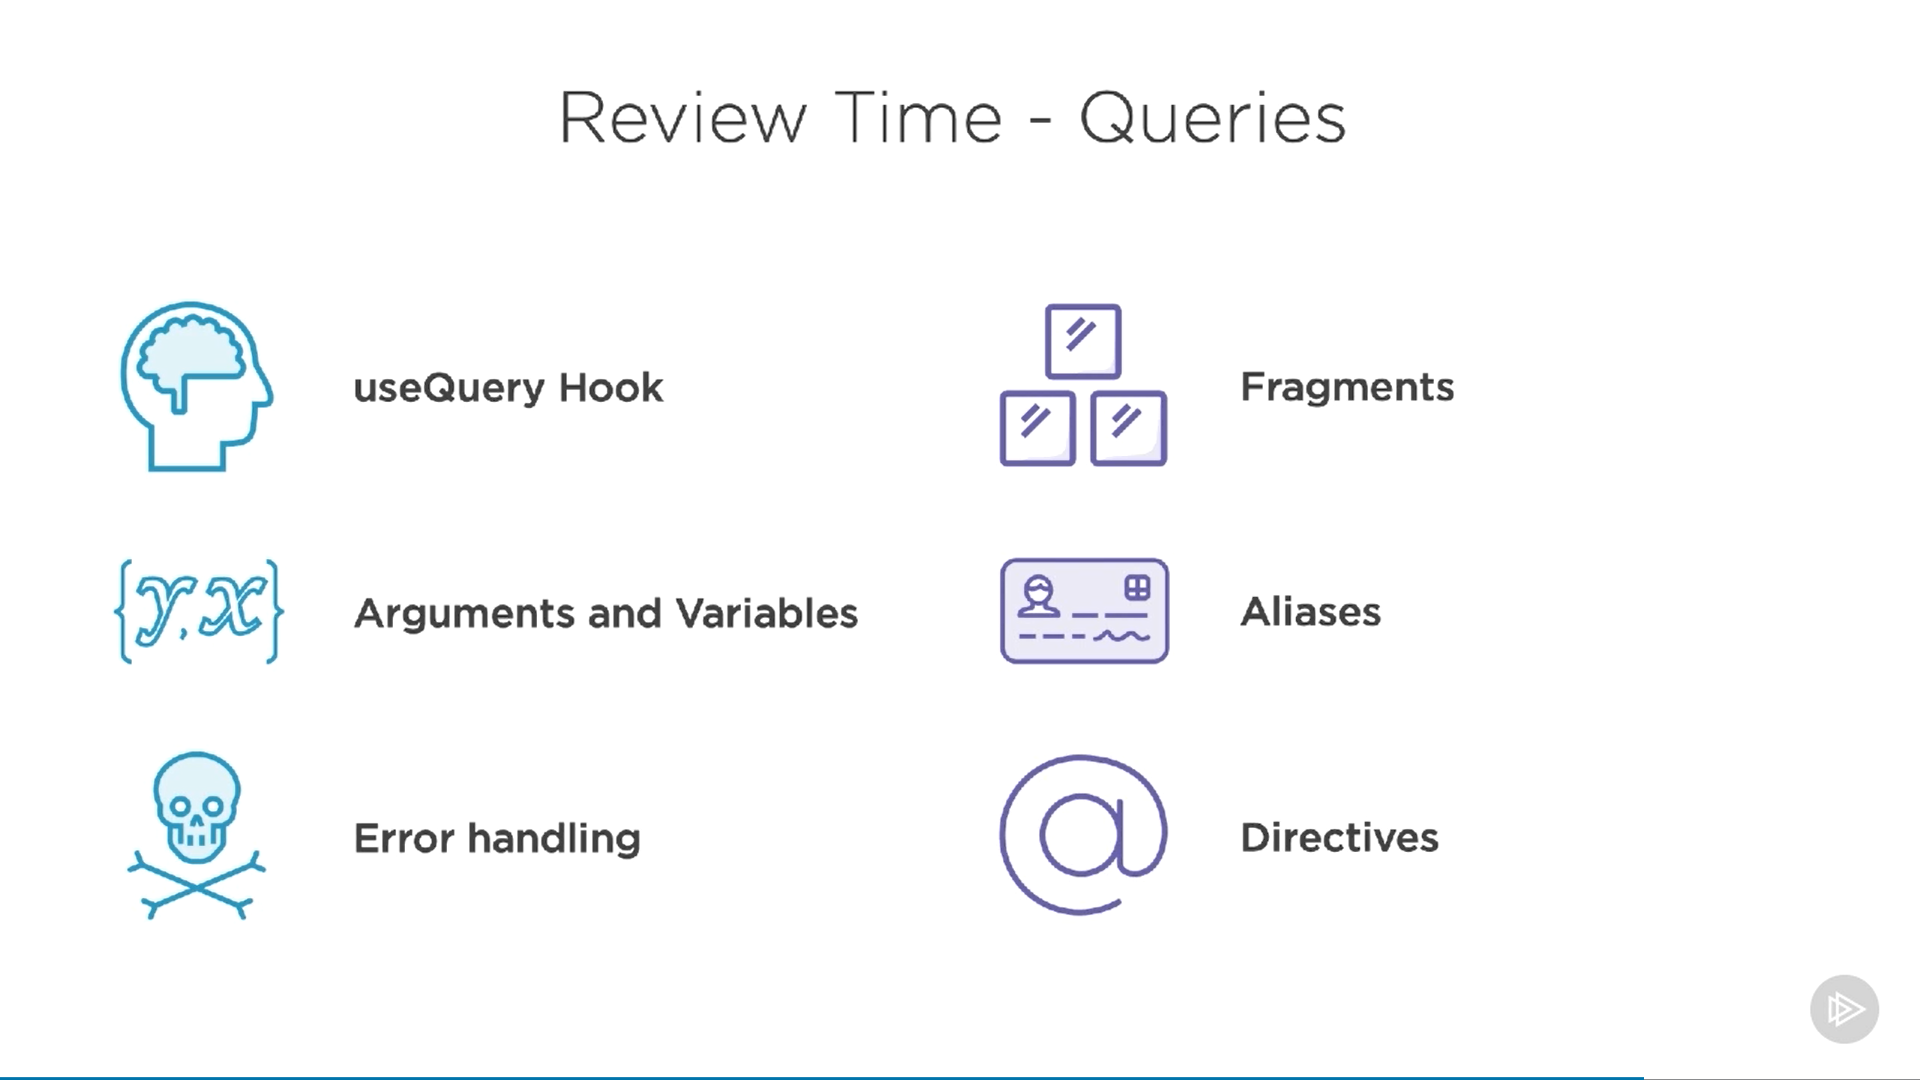 Review Time - Queries
useQuery Hook
Arguments and Variables
{y,x}
Error handling
Fragments
Aliases
Directives
@